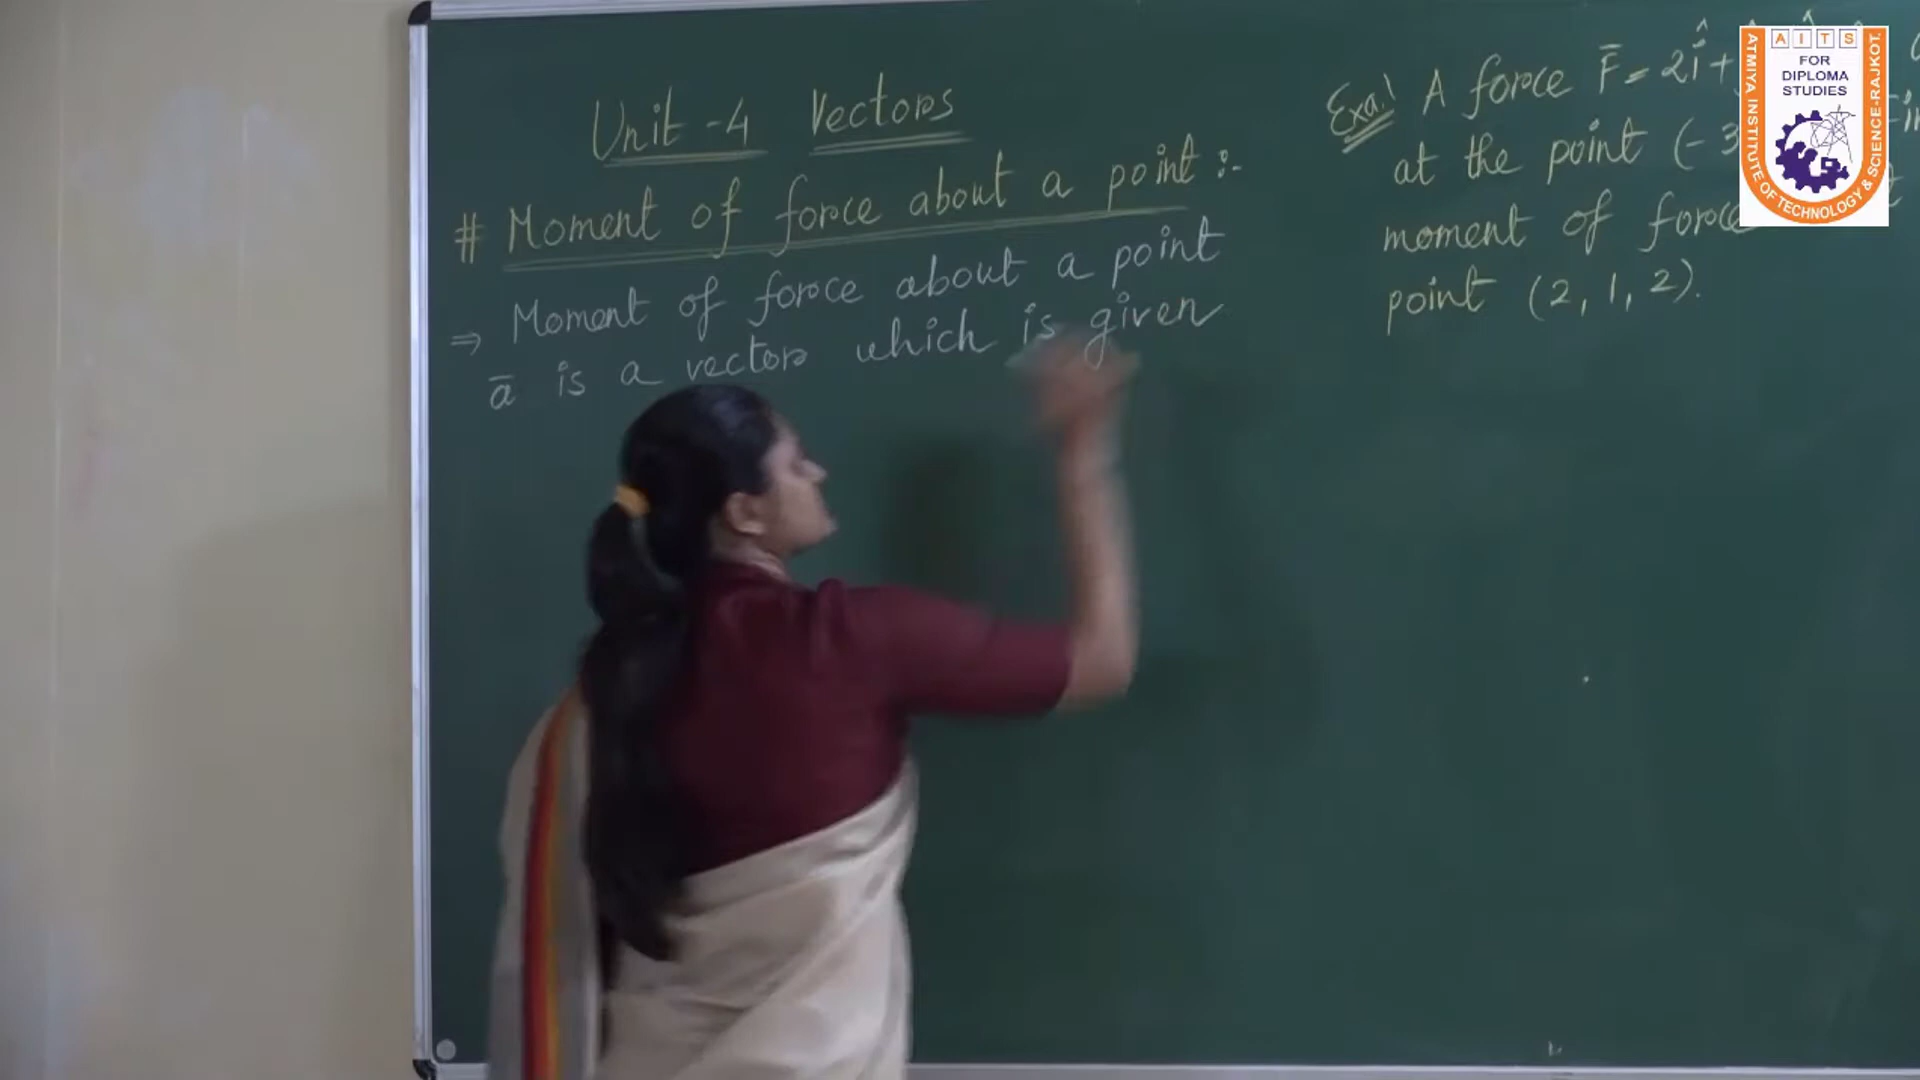 Unit-4 Vectors
# Moment of force about a point :-
⇒ Moment of force about a point
a̅ is a vector which is given
Exa:1 A force F̅ = 2î +
at the point (-3
moment of force
point (2, 1, 2).
AITS
FOR
DIPLOMA
STUDIES
ATMIYA INSTITUTE OF TECHNOLOGY & SCIENCE-RAJKOT.